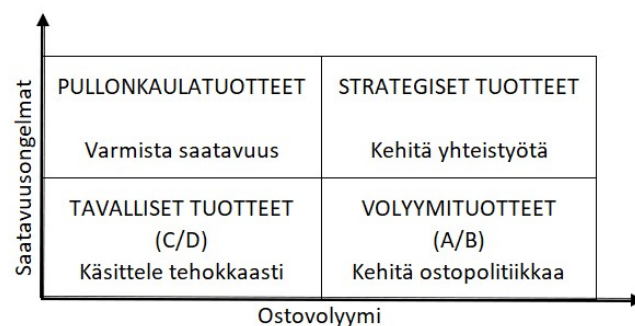 PULLONKAULATUOTTEET
Varmista saatavuus
STRATEGISET TUOTTEET
Kehitä yhteistyötä
TAVALLISET TUOTTEET
(C/D)
Käsittele tehokkaasti
VOLYYMITUOTTEET
(A/B)
Kehitä ostopolitiikkaa
Saatavuusongelmat
Ostovolyymi